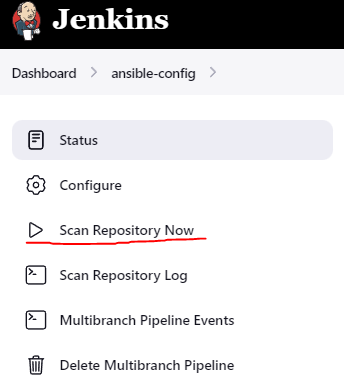 Jenkins
Dashboard > ansible-config >
Status
Configure
Scan Repository Now
Scan Repository Log
Multibranch Pipeline Events
Delete Multibranch Pipeline